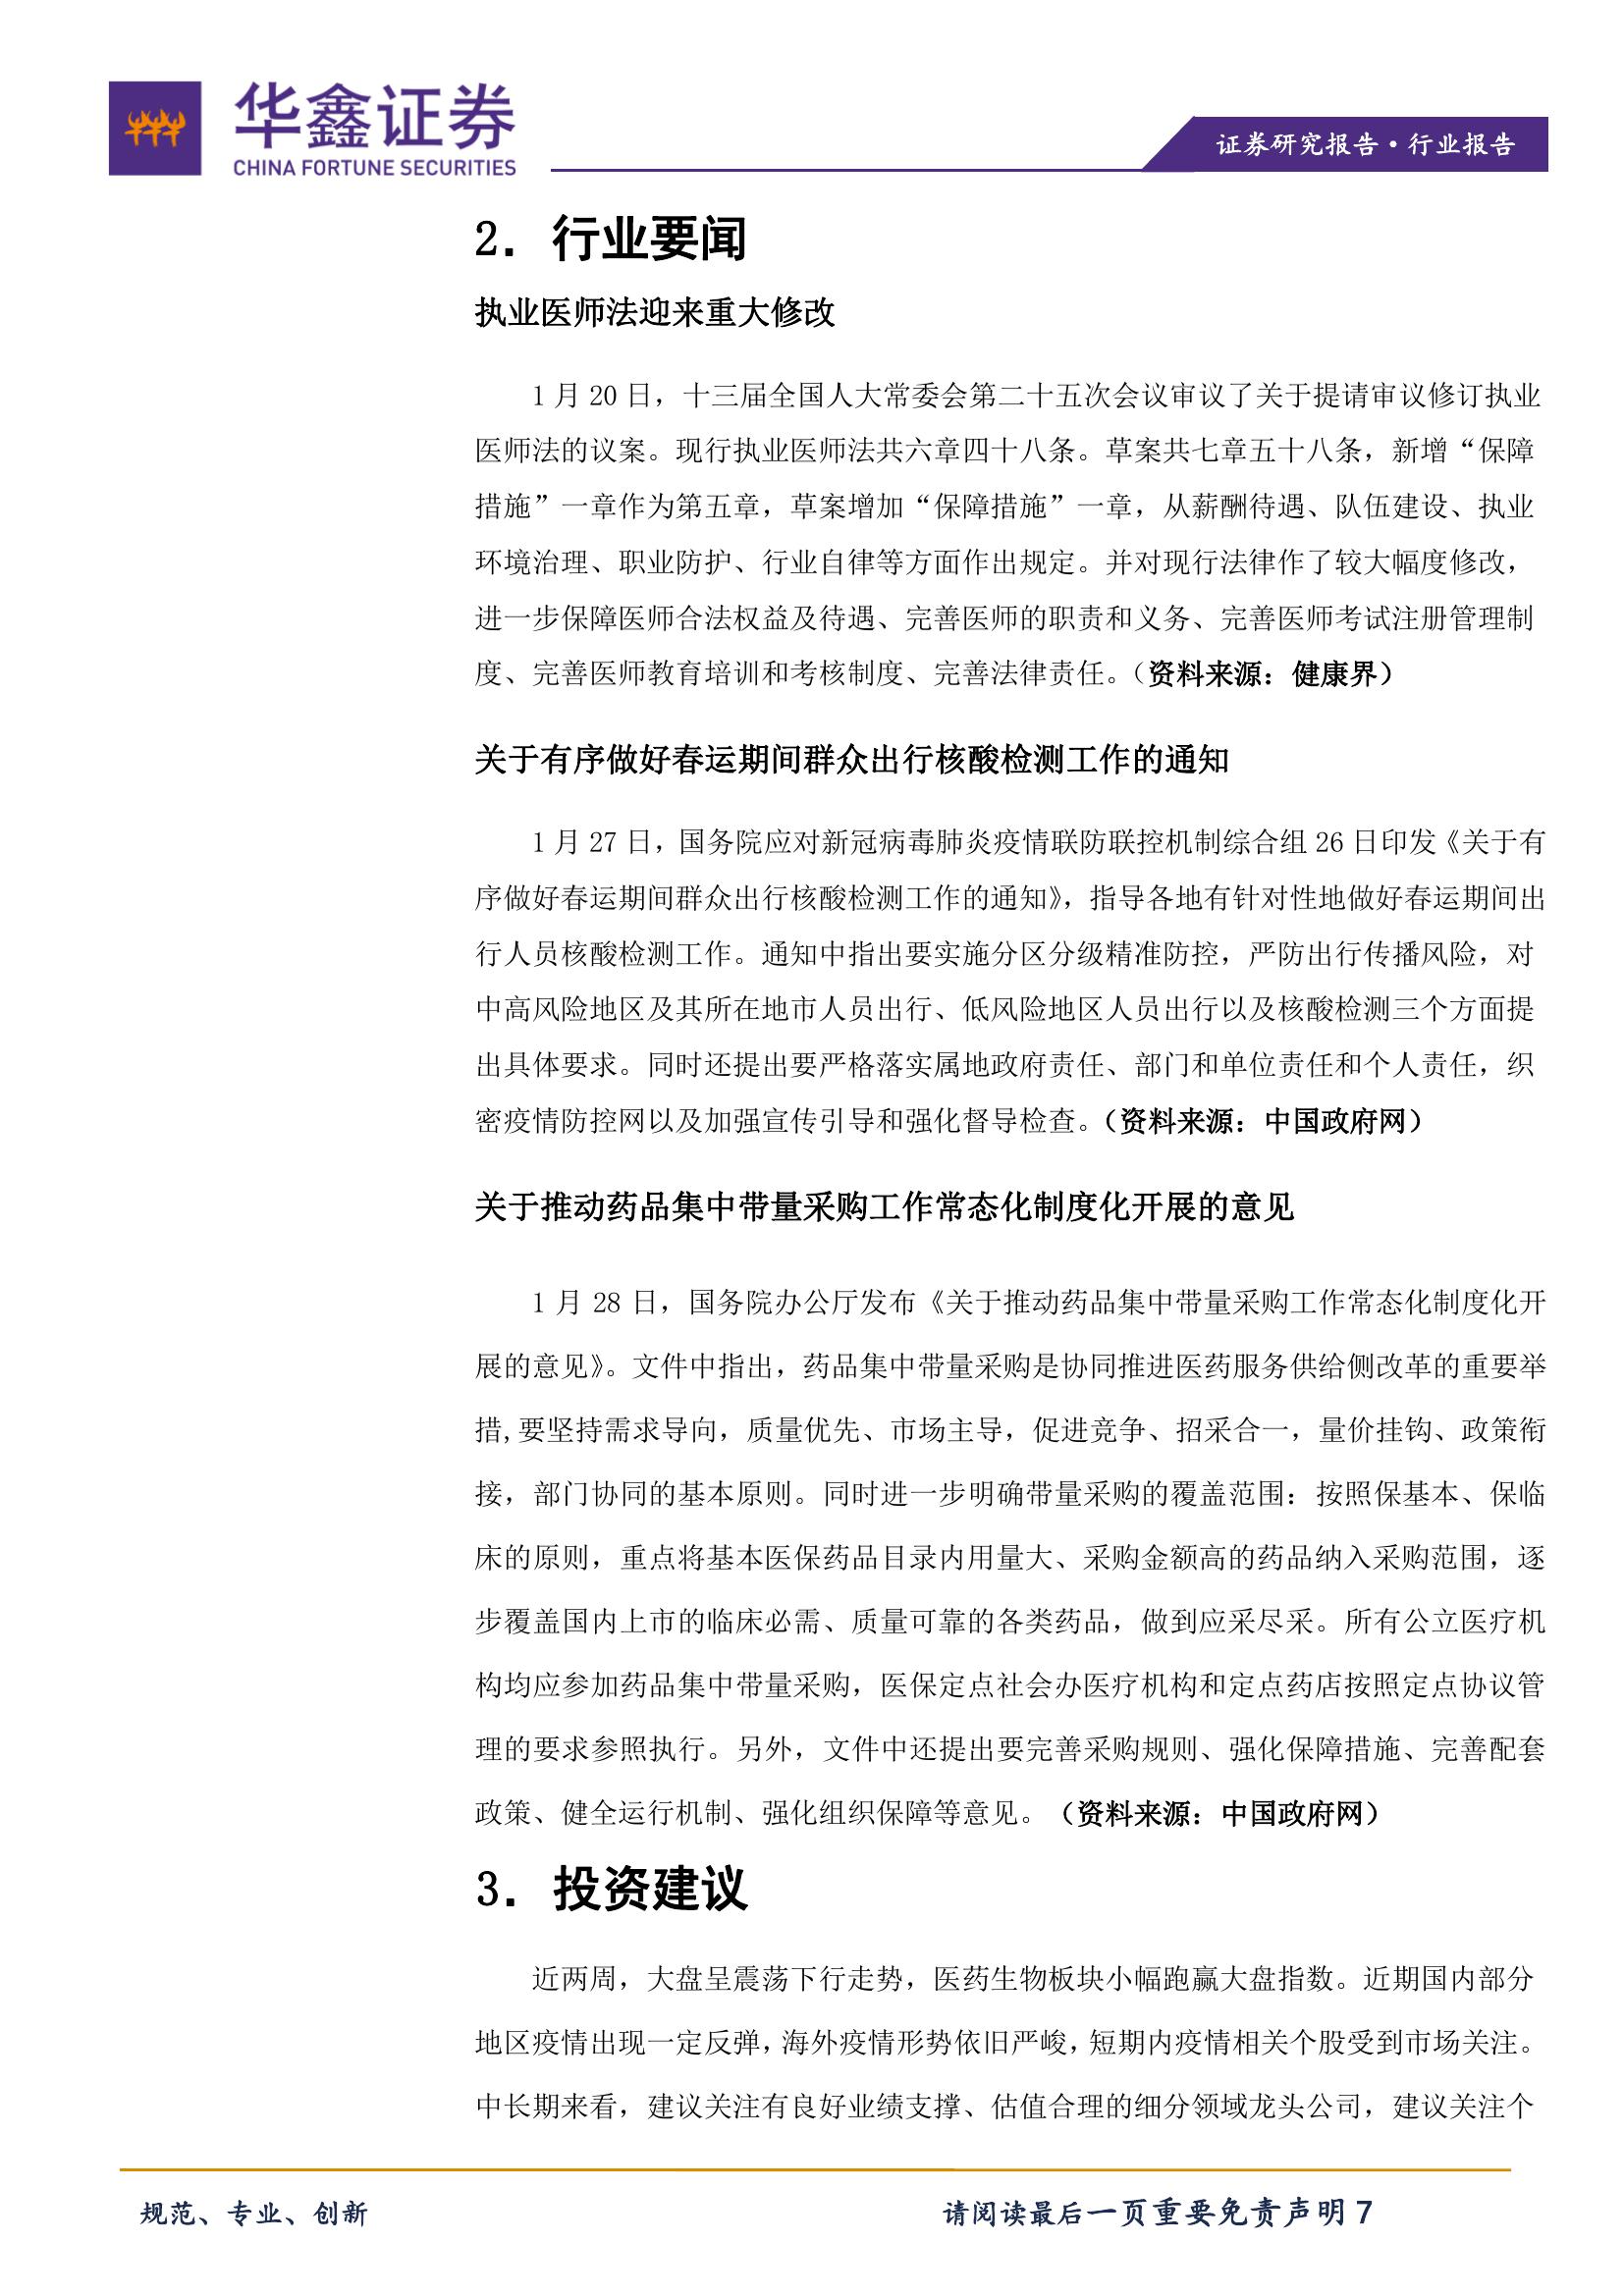 华鑫证券
CHINA FORTUNE SECURITIES
证券研究报告·行业报告
2. 行业要闻
执业医师法迎来重大修改
1 月 20 日，十三届全国人大常委会第二十五次会议审议了关于提请审议修订执业
医师法的议案。现行执业医师法共六章四十八条。草案共七章五十八条，新增“保障
措施”一章作为第五章，草案增加“保障措施”一章，从薪酬待遇、队伍建设、执业
环境治理、职业防护、行业自律等方面作出规定。并对现行法律作了较大幅度修改，
进一步保障医师合法权益及待遇、完善医师的职责和义务、完善医师考试注册管理制
度、完善医师教育培训和考核制度、完善法律责任。（资料来源：健康界）
关于有序做好春运期间群众出行核酸检测工作的通知
1 月 27 日，国务院应对新冠病毒肺炎疫情联防联控机制综合组 26 日印发《关于有
序做好春运期间群众出行核酸检测工作的通知》，指导各地有针对性地做好春运期间出
行人员核酸检测工作。通知中指出要实施分区分级精准防控，严防出行传播风险，对
中高风险地区及其所在地市人员出行、低风险地区人员出行以及核酸检测三个方面提
出具体要求。同时还提出要严格落实属地政府责任、部门和单位责任和个人责任，织
密疫情防控网以及加强宣传引导和强化督导检查。（资料来源：中国政府网）
关于推动药品集中带量采购工作常态化制度化开展的意见
1 月 28 日，国务院办公厅发布《关于推动药品集中带量采购工作常态化制度化开
展的意见》。文件中指出，药品集中带量采购是协同推进医药服务供给侧改革的重要举
措,要坚持需求导向，质量优先、市场主导，促进竞争、招采合一，量价挂钩、政策衔
接，部门协同的基本原则。同时进一步明确带量采购的覆盖范围：按照保基本、保临
床的原则，重点将基本医保药品目录内用量大、采购金额高的药品纳入采购范围，逐
步覆盖国内上市的临床必需、质量可靠的各类药品，做到应采尽采。所有公立医疗机
构均应参加药品集中带量采购，医保定点社会办医疗机构和定点药店按照定点协议管
理的要求参照执行。另外，文件中还提出要完善采购规则、强化保障措施、完善配套
政策、健全运行机制、强化组织保障等意见。（资料来源：中国政府网）
3. 投资建议
近两周，大盘呈震荡下行走势，医药生物板块小幅跑赢大盘指数。近期国内部分
地区疫情出现一定反弹，海外疫情形势依旧严峻，短期内疫情相关个股受到市场关注。
中长期来看，建议关注有良好业绩支撑、估值合理的细分领域龙头公司，建议关注个
规范、专业、创新
请阅读最后一页重要免责声明 7